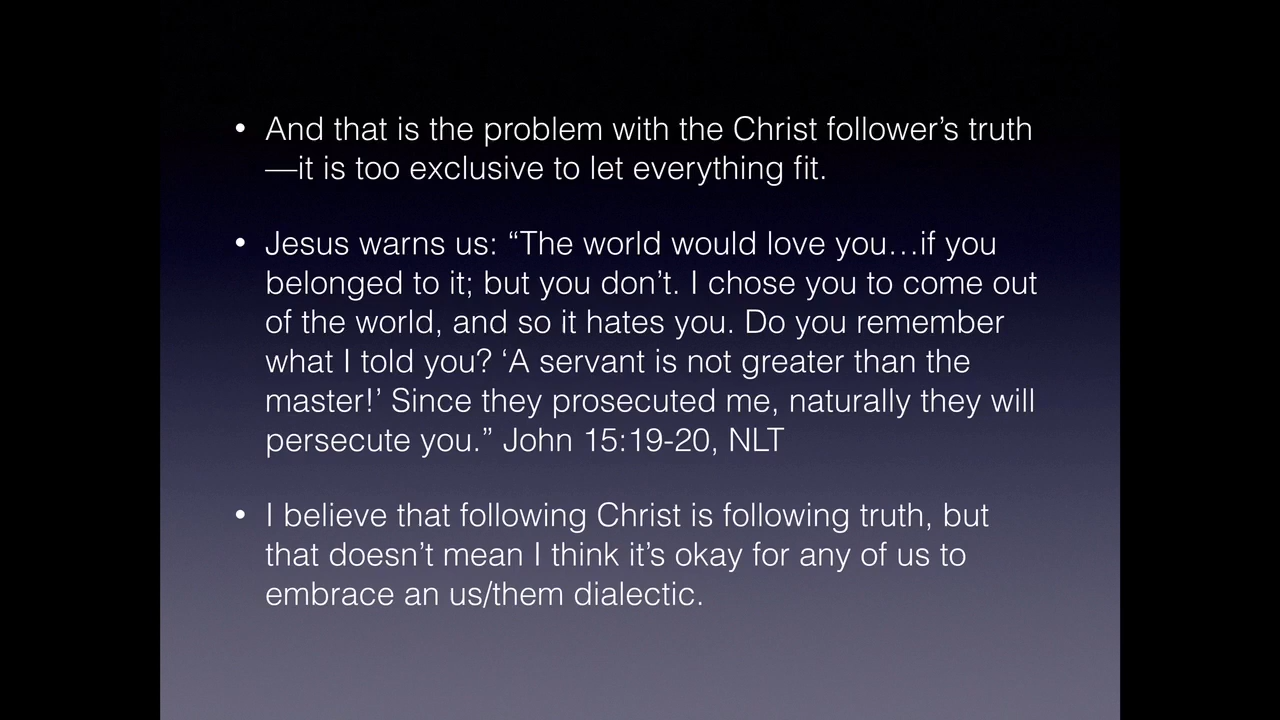 • And that is the problem with the Christ follower’s truth
—it is too exclusive to let everything fit.
• Jesus warns us: “The world would love you…if you
belonged to it; but you don’t. I chose you to come out
of the world, and so it hates you. Do you remember
what I told you? ‘A servant is not greater than the
master!’ Since they prosecuted me, naturally they will
persecute you.” John 15:19-20, NLT
• I believe that following Christ is following truth, but
that doesn’t mean I think it’s okay for any of us to
embrace an us/them dialectic.